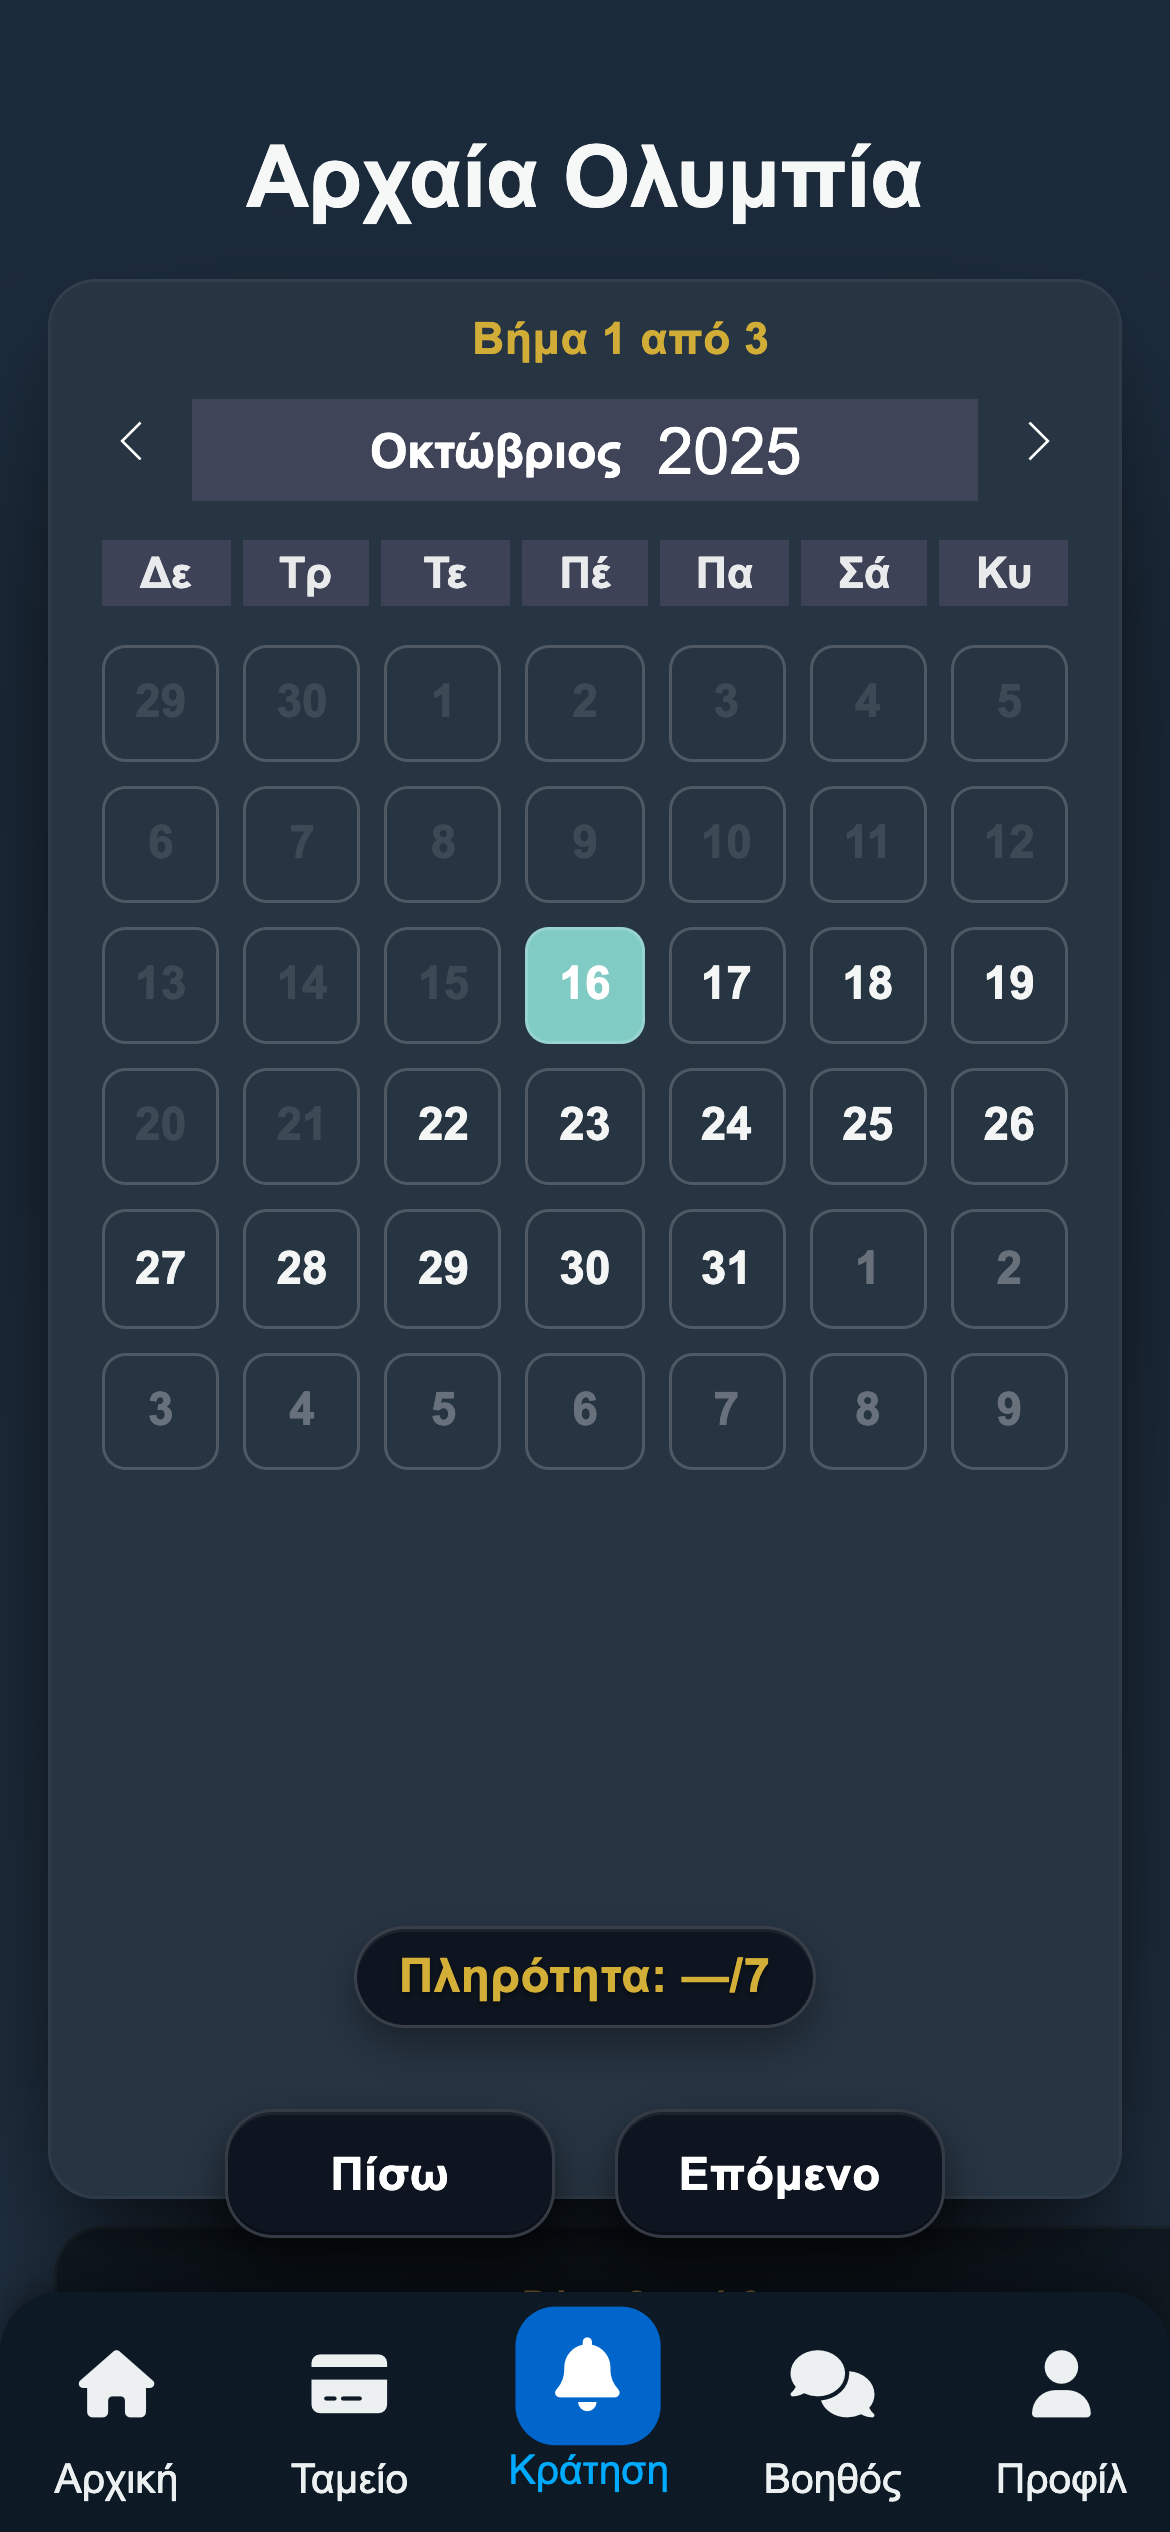 Αρχαία Ολυμπία
Βήμα 1 από 3
Οκτώβριος 2025
Δε Τρ Τε Πέ Πα Σά Κυ
29 30 1 2 3 4 5
6 7 8 9 10 11 12
13 14 15 16 17 18 19
20 21 22 23 24 25 26
27 28 29 30 31 1 2
3 4 5 6 7 8 9
Πληρότητα: —/7
Πίσω Επόμενο
Αρχική Ταμείο Κράτηση Βοηθός Προφίλ